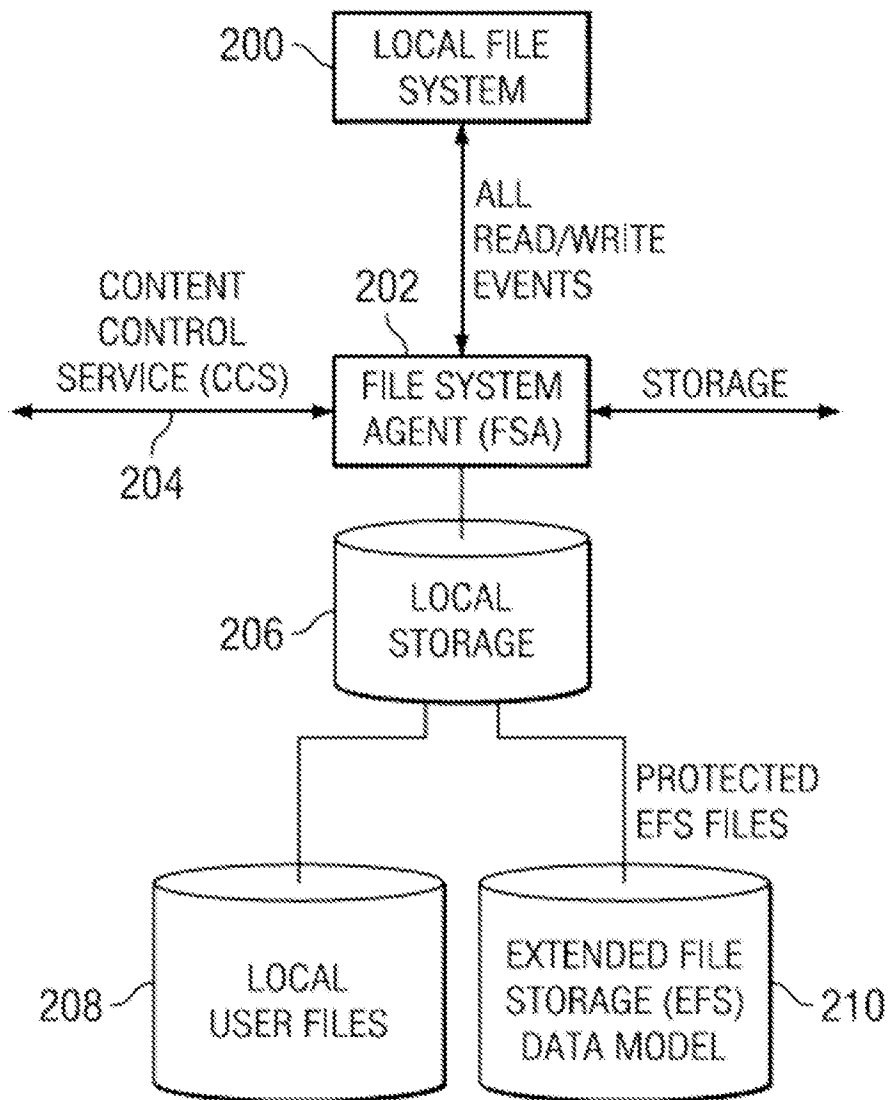 200
LOCAL FILE
SYSTEM
ALL
READ/WRITE
EVENTS
CONTENT
CONTROL
SERVICE (CCS)
202
204
FILE SYSTEM
AGENT (FSA)
STORAGE
206
LOCAL
STORAGE
PROTECTED
EFS FILES
208
LOCAL
USER FILES
EXTENDED FILE
STORAGE (EFS)
DATA MODEL
210